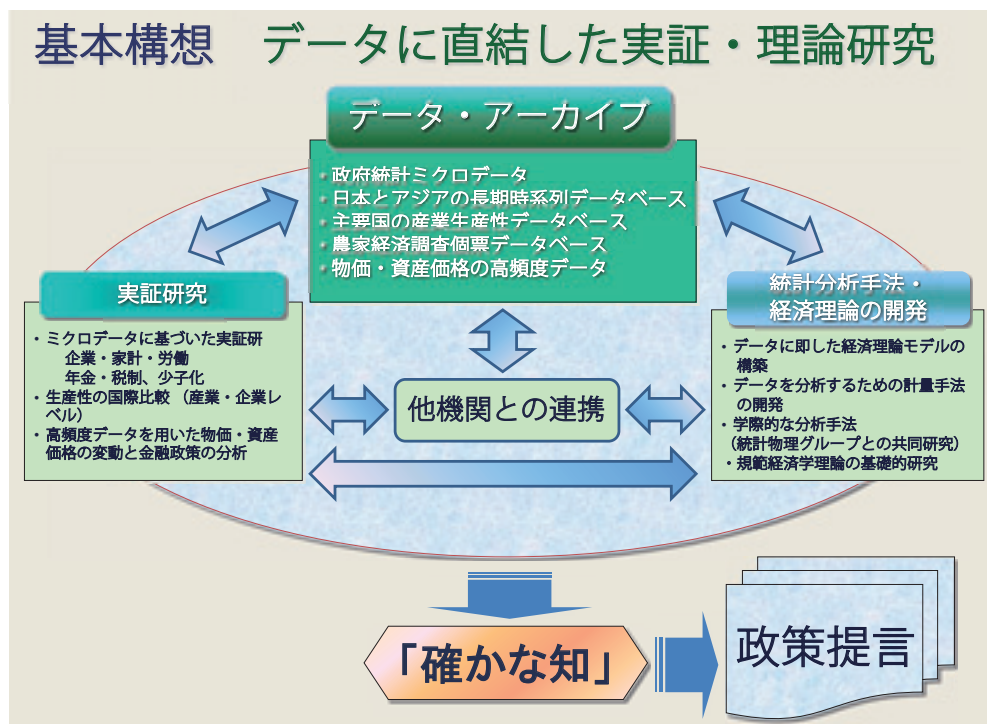 基本構想　データに直結した実証・理論研究
データ・アーカイブ
・政府統計ミクロデータ
・日本とアジアの長期時系列データベース
・主要国の産業生産性データベース
・農家経済調査個票データベース
・物価・資産価格の高頻度データ
実証研究
・ミクロデータに基づいた実証研
企業・家計・労働
年金・税制、少子化
・生産性の国際比較（産業・企業レ
ベル）
・高頻度データを用いた物価・資産
価格の変動と金融政策の分析
他機関との連携
統計分析手法・
経済理論の開発
・データに即した経済理論モデルの
構築
・データを分析するための計量手法
の開発
・学際的な分析手法
（統計物理グループとの共同研究）
・規範経済学理論の基礎的研究
「確かな知」
政策提言